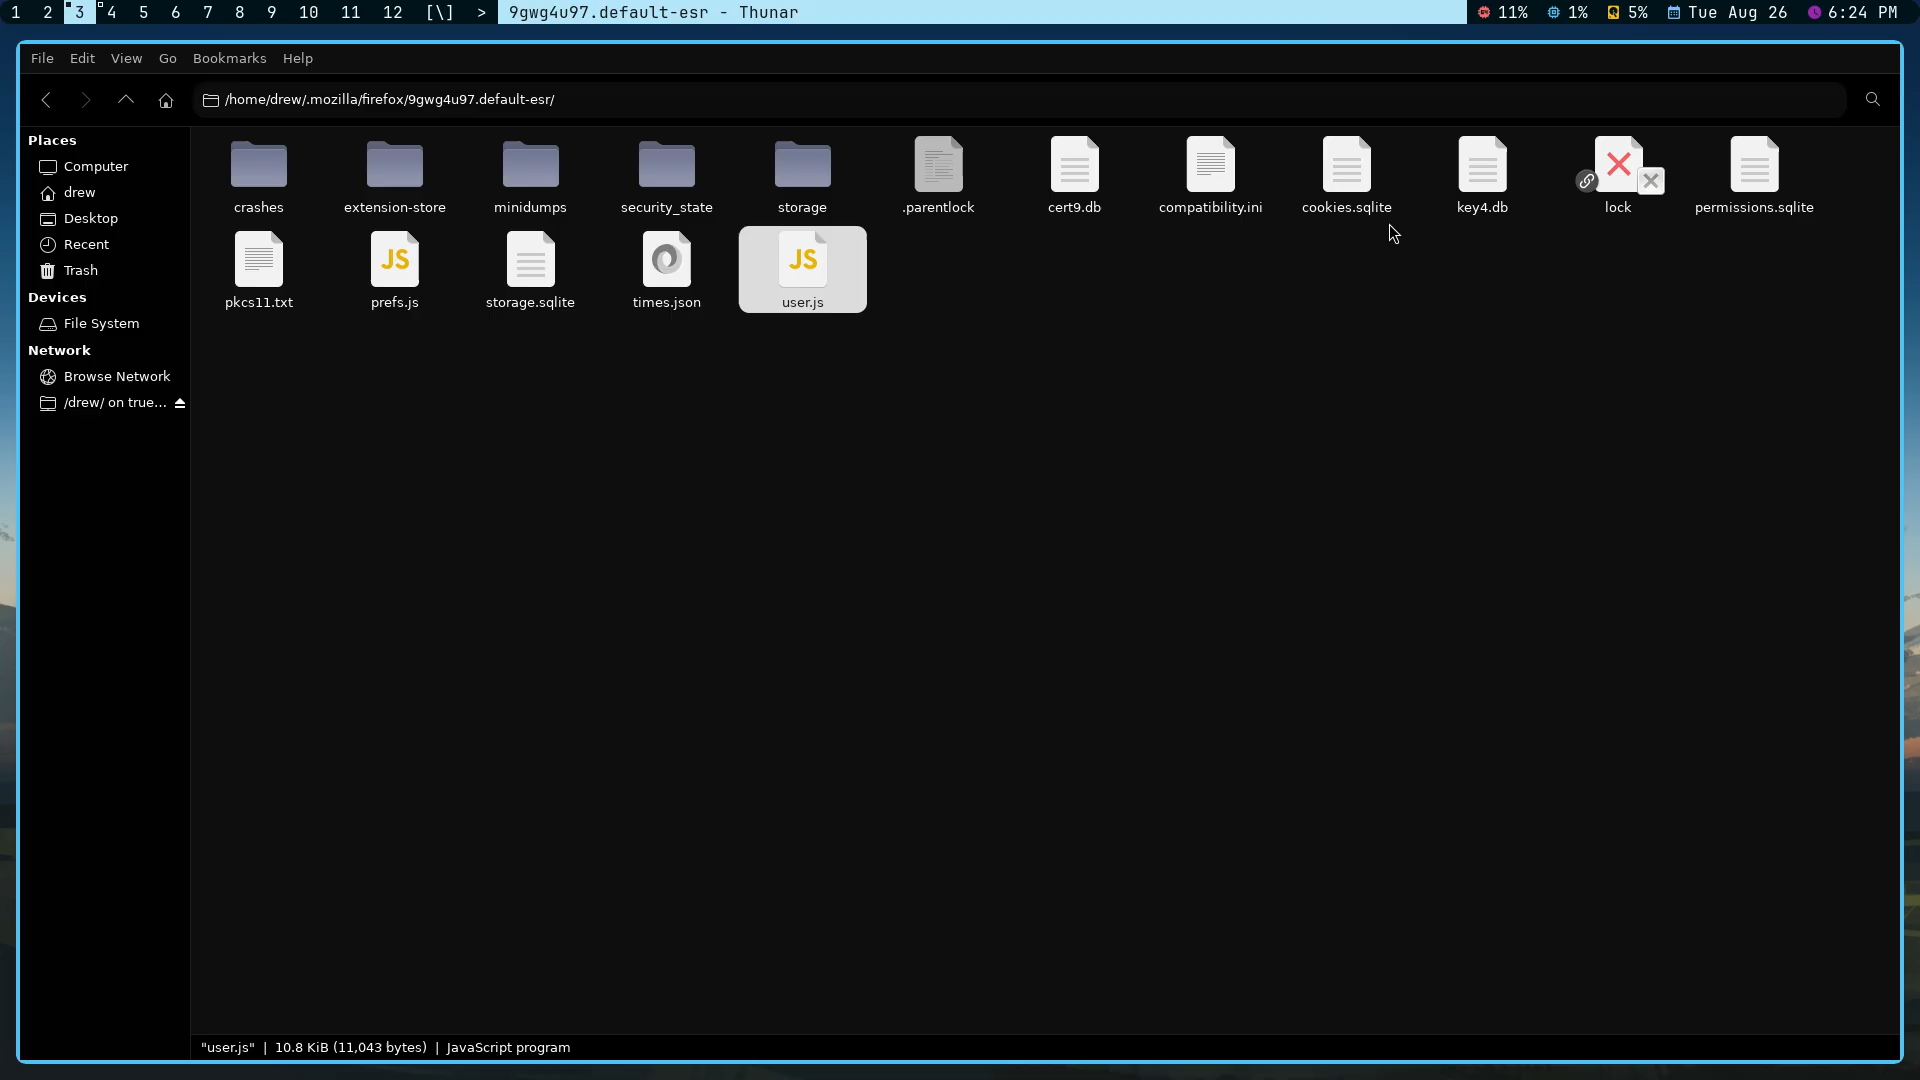 1 2 3 4 5 6 7 8 9 10 11 12 [\] > 9gwg4u97.default-esr - Thunar 11% 1% 5% Tue Aug 26 6:24 PM
File Edit View Go Bookmarks Help
/home/drew/.mozilla/firefox/9gwg4u97.default-esr/
Places
Computer
drew
Desktop
Recent
Trash
Devices
File System
Network
Browse Network
/drew/ on true...
crashes extension-store minidumps security_state storage .parentlock cert9.db compatibility.ini cookies.sqlite key4.db lock permissions.sqlite
JS JS
pkcs11.txt prefs.js storage.sqlite times.json user.js
"user.js" | 10.8 KiB (11,043 bytes) | JavaScript program